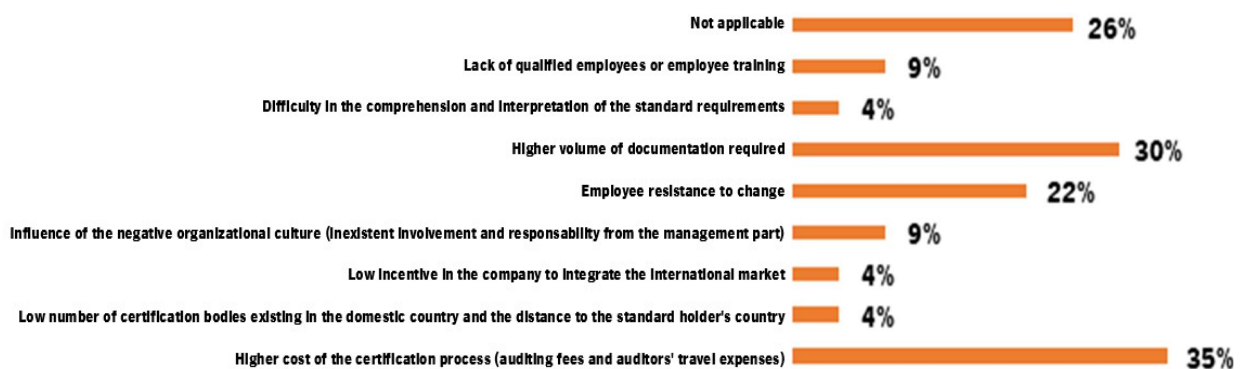 Not applicable 26%
Lack of qualified employees or employee training 9%
Difficulty in the comprehension and interpretation of the standard requirements 4%
Higher volume of documentation required 30%
Employee resistance to change 22%
Influence of the negative organizational culture (inexistent involvement and responsability from the management part) 9%
Low incentive in the company to integrate the international market 4%
Low number of certification bodies existing in the domestic country and the distance to the standard holder's country 4%
Higher cost of the certification process (auditing fees and auditors' travel expenses) 35%